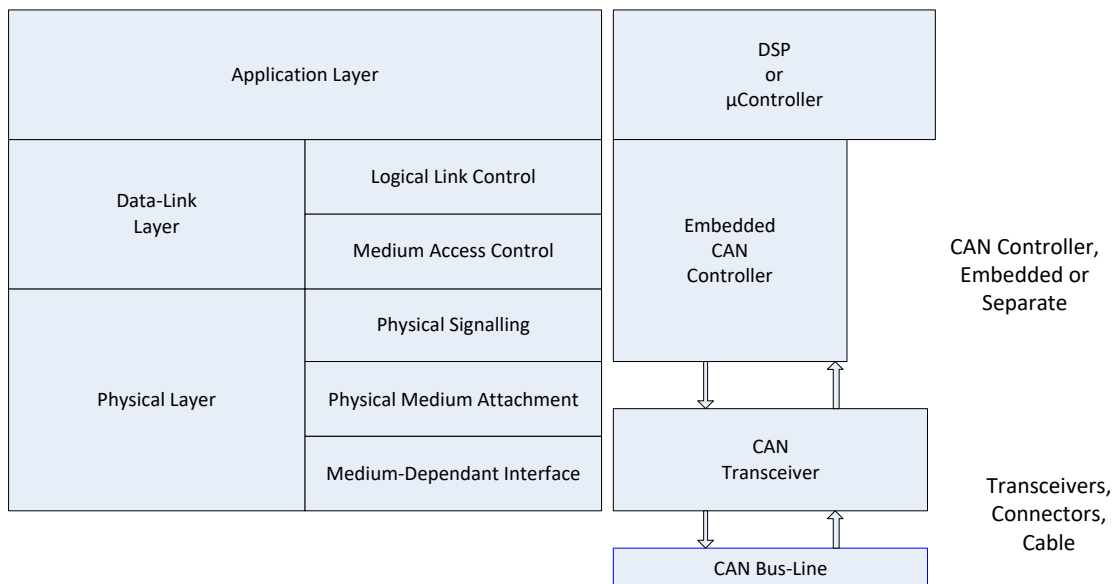 Application Layer
Data-Link
Layer
Logical Link Control
Medium Access Control
Physical Layer
Physical Signalling
Physical Medium Attachment
Medium-Dependant Interface
DSP
or
µController
Embedded
CAN
Controller
CAN
Transceiver
CAN Bus-Line
CAN Controller,
Embedded or
Separate
Transceivers,
Connectors,
Cable